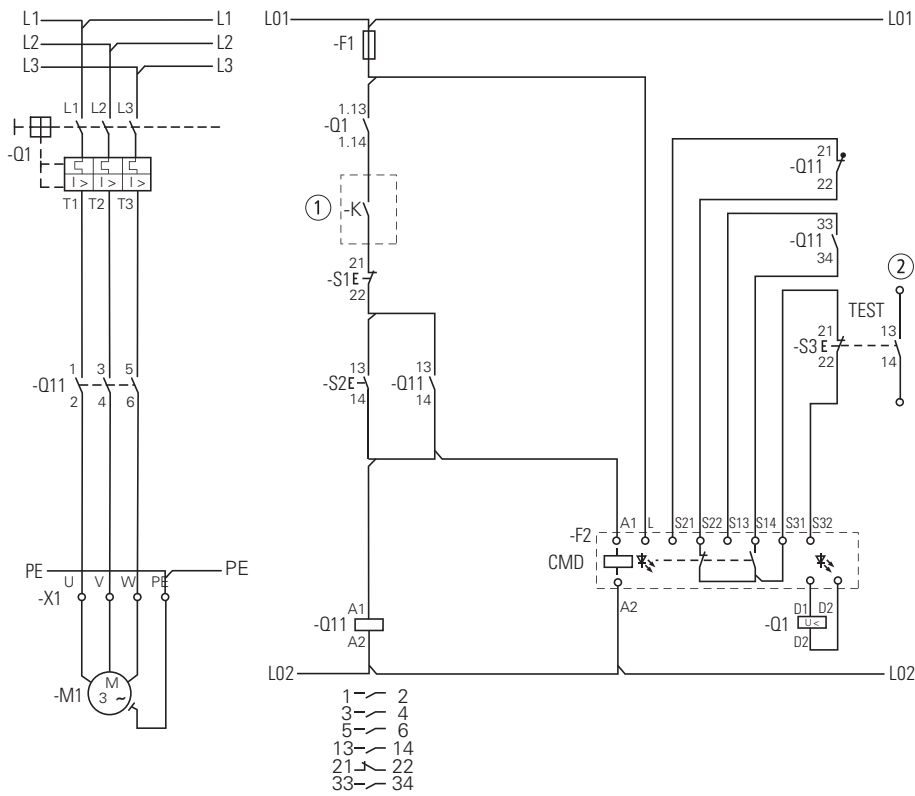 L1 L1
L2 L2
L3 L3
L1 L2 L3
-Q1
I> I> I>
T1 T2 T3
1 3 5
-Q11
2 4 6
PE PE
U V W PE
-X1
M
3 ~
-M1
L01 L01
-F1
1.13
-Q1
1.14
1 -K
21
-S1 E
22
13 13
-S2 E -Q11
14 14
21
-Q11
22
33
-Q11
34
2
TEST
21 13
-S3 E
22 14
-F2 A1 L S21 S22 S13 S14 S31 S32
CMD
A2
D1 D2
-Q1 U<
D2
A1
-Q11
A2
L02 L02
1 2
3 4
5 6
13 14
21 22
33 34